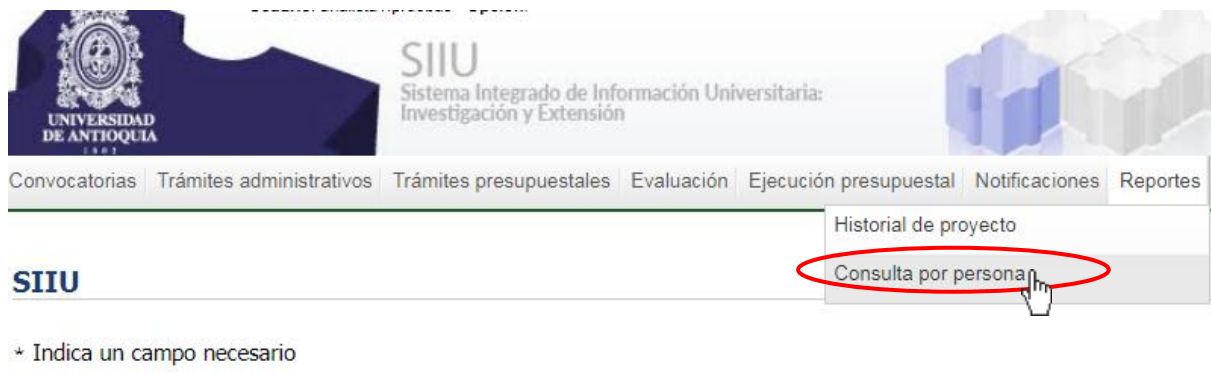 SIIU
Sistema Integrado de Información Universitaria:
Investigación y Extensión
UNIVERSIDAD
DE ANTIOQUIA
1803
Convocatorias Trámites administrativos Trámites presupuestales Evaluación Ejecución presupuestal Notificaciones Reportes
Historial de proyecto
Consulta por persona
SIIU
* Indica un campo necesario